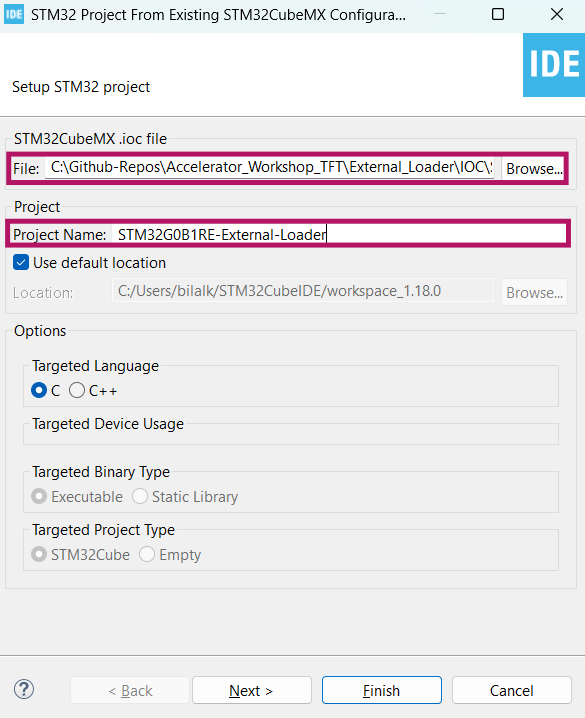 IDE STM32 Project From Existing STM32CubeMX Configura...
IDE
Setup STM32 project
STM32CubeMX .ioc file
File: C:\Github-Repos\Accelerator_Workshop_TFT\External_Loader\IOC\ Browse...
Project
Project Name: STM32G0B1RE-External-Loader
Use default location
Location: C:/Users/bilalk/STM32CubeIDE/workspace_1.18.0 Browse...
Options
Targeted Language
C C++
Targeted Device Usage
Targeted Binary Type
Executable Static Library
Targeted Project Type
STM32Cube Empty
? < Back Next > Finish Cancel